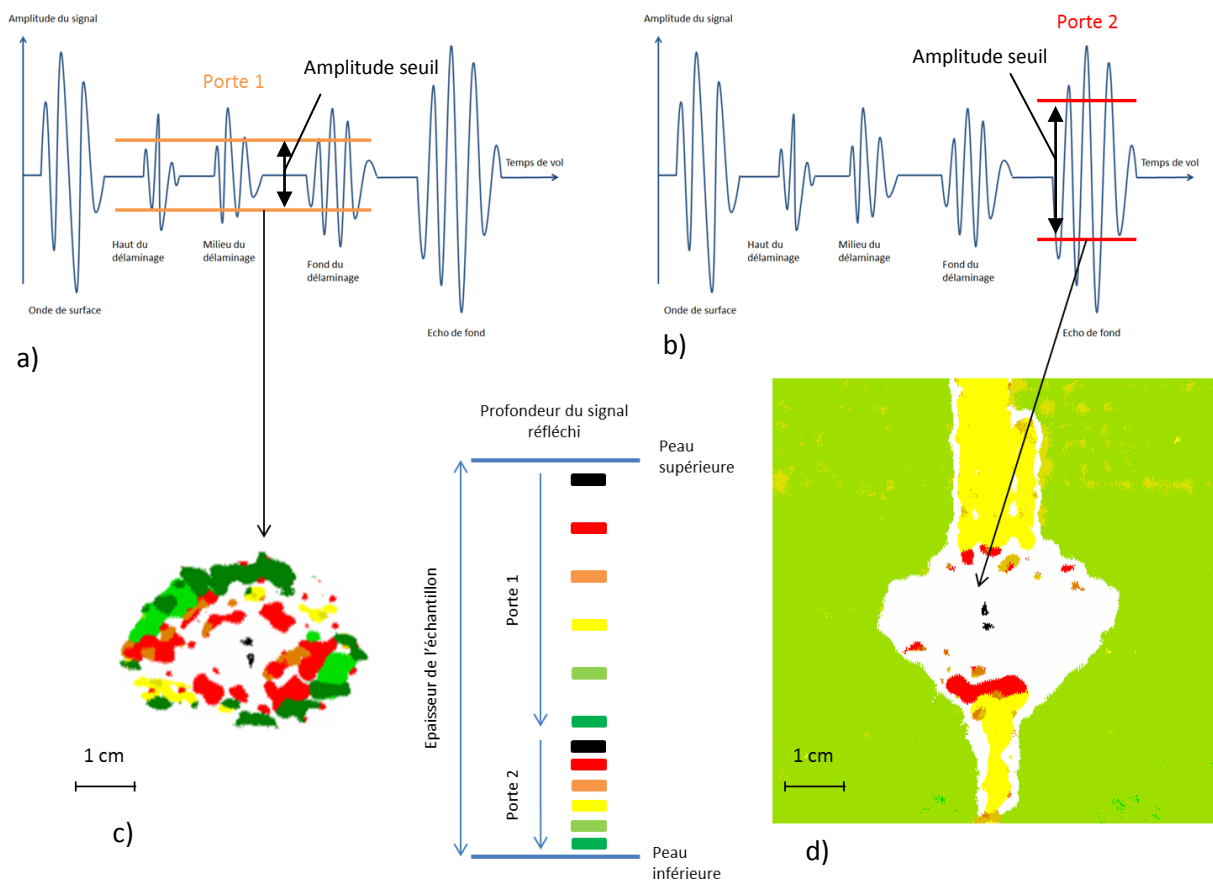 Amplitude du signal
Porte 1
Amplitude seuil
Temps de vol
Haut du
délaminage
Milieu du
délaminage
Fond du
délaminage
Onde de surface
Echo de fond
a)
Amplitude du signal
Porte 2
Amplitude seuil
Temps de vol
Haut du
délaminage
Milieu du
délaminage
Fond du
délaminage
Onde de surface
Echo de fond
b)
1 cm
c)
Profondeur du signal
réfléchi
Peau
supérieure
Epaisseur de l'échantillon
Porte 1
Porte 2
Peau
inférieure
1 cm
d)